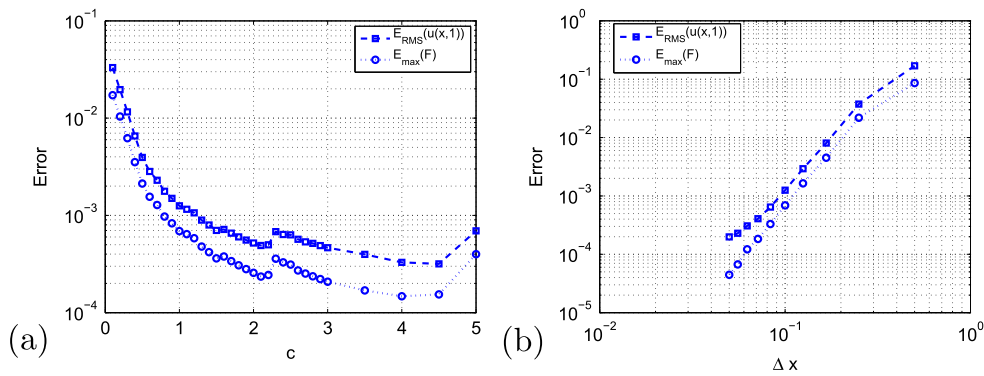 10^-1
10^-2
10^-3
10^-4
Error
0 1 2 3 4 5
c
E_RMS(u(x,1))
E_max(F)
(a)
10^0
10^-1
10^-2
10^-3
10^-4
10^-5
Error
10^-2 10^-1 10^0
Δ x
E_RMS(u(x,1))
E_max(F)
(b)